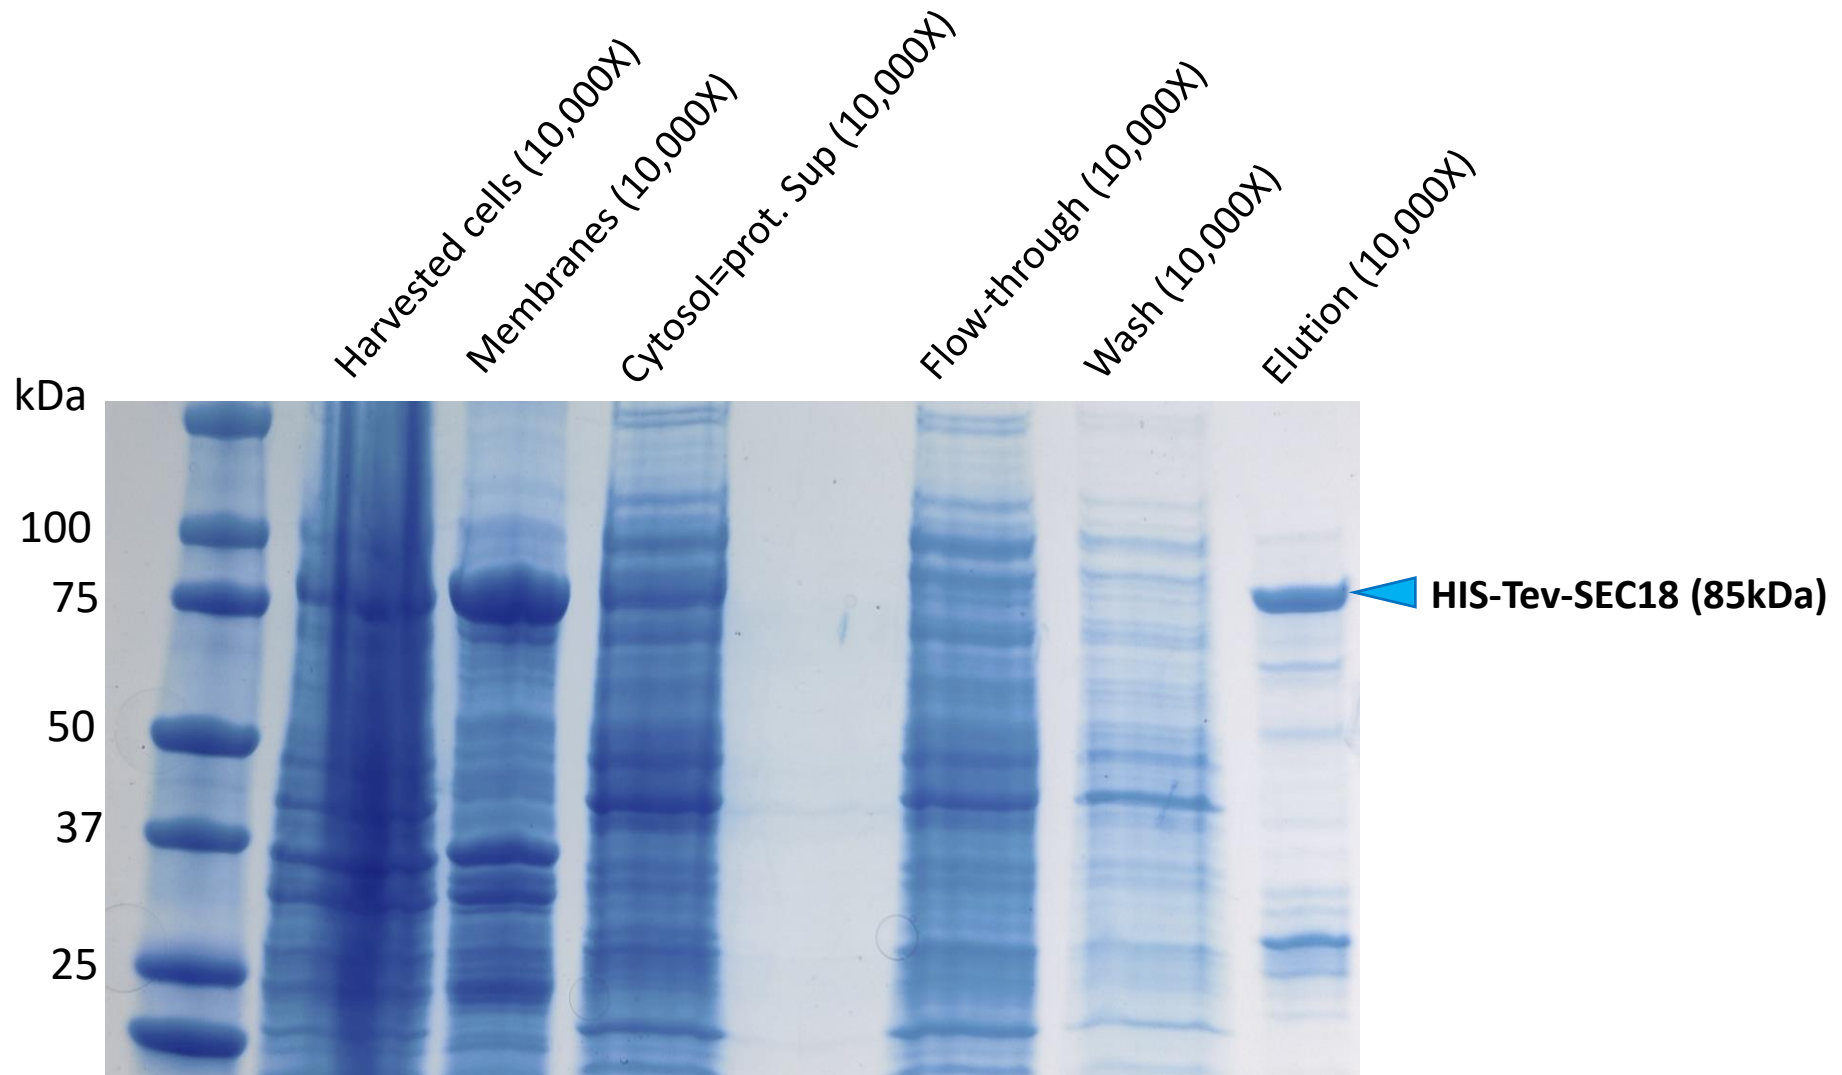 Harvested cells (10,000X)
Membranes (10,000X)
Cytosol=prot. Sup (10,000X)
Flow-through (10,000X)
Wash (10,000X)
Elution (10,000X)
kDa
100
75
50
37
25
HIS-Tev-SEC18 (85kDa)